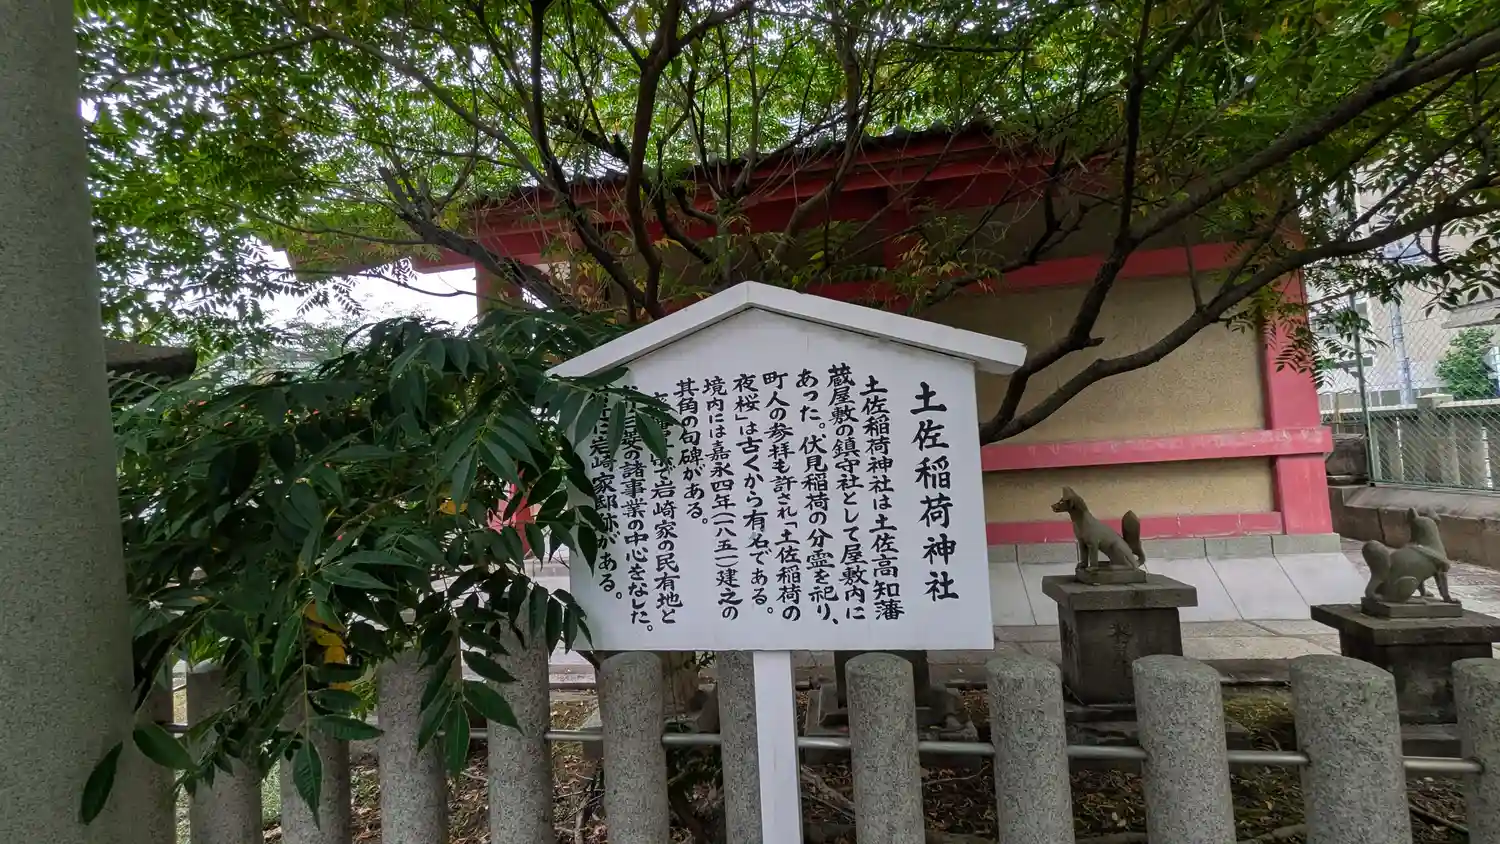 土佐稲荷神社
土佐稲荷神社は土佐高知藩
蔵屋敷の鎮守社として屋敷内に
あった。伏見稲荷の分霊を祀り、
町人の参拝も許され「土佐稲荷の
夜桜」は古くから有名である。
境内には嘉永四年(一八五一)建之の
其角の句碑がある。
岩崎家の民有地と
の諸事業の中心をなした。
に岩崎家邸跡がある。